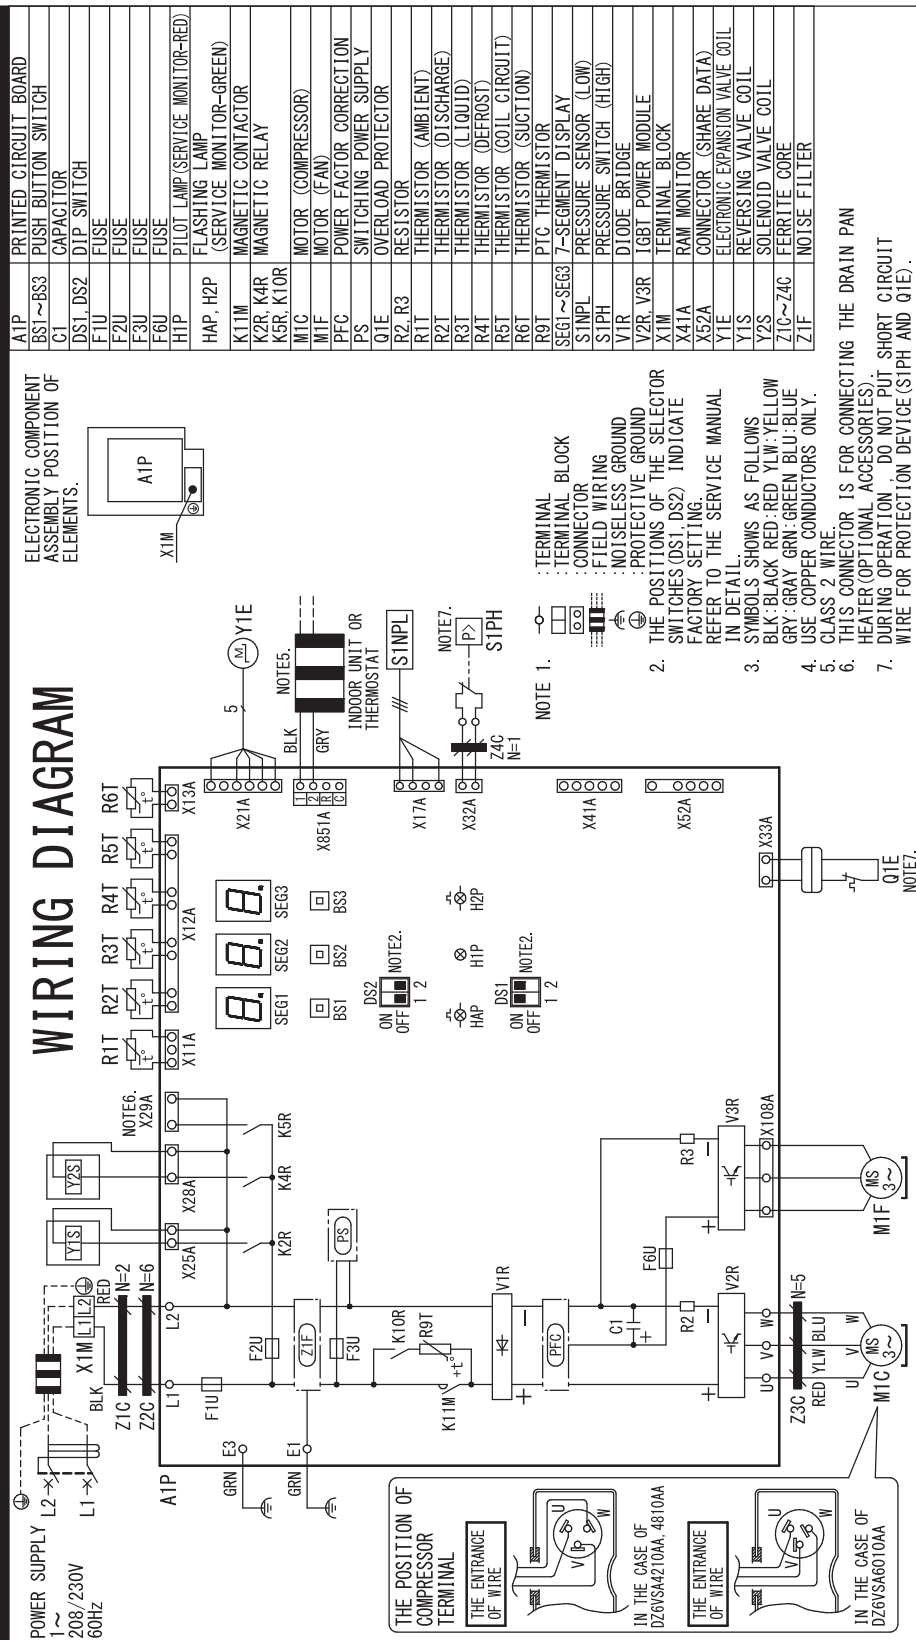 WIRING DIAGRAM
POWER SUPPLY
1~
208/230V
60Hz
L2
L1
X1M
L1 L2
BLK
RED
Z1C
N=2
Z2C
N=6
L1
L2
A1P
F1U
GRN
E3
GRN
E1
F2U
Z1F
F3U
PS
K10R
R9T
+t°
K11M
V1R
+
−
PFC
C1
+
F6U
R2
R3
+
−
V2R
+
−
V3R
U
V
W
X108A
Z3C
N=5
RED
YLW
BLU
U
V
W
MS
3~
M1C
MS
3~
M1F
Y1S
Y2S
X25A
X28A
NOTE6.
X29A
K2R
K4R
K5R
R1T
R2T
R3T
R4T
R5T
R6T
t°
t°
t°
t°
t°
t°
X11A
X12A
X13A
SEG1
SEG2
SEG3
BS1
BS2
BS3
DS2
ON
OFF
1 2
NOTE2.
HAP
H1P
H2P
DS1
ON
OFF
1 2
NOTE2.
X21A
5
M
Y1E
X851A
1
2
R
C
BLK
GRY
NOTE5.
INDOOR UNIT OR
THERMOSTAT
X17A
S1NPL
X32A
Z4C
N=1
NOTE7.
P>
S1PH
X41A
X52A
X33A
Q1E
NOTE7.
THE POSITION OF
COMPRESSOR
TERMINAL
THE ENTRANCE
OF WIRE
U
V
W
IN THE CASE OF
DZ6VSA4210AA, 4810AA
THE ENTRANCE
OF WIRE
U
V
W
IN THE CASE OF
DZ6VSA6010AA
ELECTRONIC COMPONENT
ASSEMBLY POSITION OF
ELEMENTS.
A1P
X1M
NOTE 1.
:TERMINAL
:TERMINAL BLOCK
:CONNECTOR
:FIELD WIRING
:NOISELESS GROUND
:PROTECTIVE GROUND
2. THE POSITIONS OF THE SELECTOR
SWITCHES(DS1, DS2) INDICATE
FACTORY SETTING.
REFER TO THE SERVICE MANUAL
IN DETAIL.
3. SYMBOLS SHOWS AS FOLLOWS
BLK:BLACK RED:RED YLW:YELLOW
GRY:GRAY GRN:GREEN BLU:BLUE
4. USE COPPER CONDUCTORS ONLY.
5. CLASS 2 WIRE.
6. THIS CONNECTOR IS FOR CONNECTING THE DRAIN PAN
HEATER(OPTIONAL ACCESSORIES).
7. DURING OPERATION , DO NOT PUT SHORT CIRCUIT
WIRE FOR PROTECTION DEVICE(S1PH AND Q1E).
A1P PRINTED CIRCUIT BOARD
BS1~BS3 PUSH BUTTON SWITCH
C1 CAPACITOR
DS1, DS2 DIP SWITCH
F1U FUSE
F2U FUSE
F3U FUSE
F6U FUSE
H1P PILOT LAMP(SERVICE MONITOR-RED)
HAP, H2P FLASHING LAMP
(SERVICE MONITOR-GREEN)
K11M MAGNETIC CONTACTOR
K2R, K4R MAGNETIC RELAY
K5R, K10R
M1C MOTOR (COMPRESSOR)
M1F MOTOR (FAN)
PFC POWER FACTOR CORRECTION
PS SWITCHING POWER SUPPLY
Q1E OVERLOAD PROTECTOR
R2, R3 RESISTOR
R1T THERMISTOR (AMBIENT)
R2T THERMISTOR (DISCHARGE)
R3T THERMISTOR (LIQUID)
R4T THERMISTOR (DEFROST)
R5T THERMISTOR (COIL CIRCUIT)
R6T THERMISTOR (SUCTION)
R9T PTC THERMISTOR
SEG1~SEG3 7-SEGMENT DISPLAY
S1NPL PRESSURE SENSOR (LOW)
S1PH PRESSURE SWITCH (HIGH)
V1R DIODE BRIDGE
V2R, V3R IGBT POWER MODULE
X1M TERMINAL BLOCK
X41A RAM MONITOR
X52A CONNECTOR (SHARE DATA)
Y1E ELECTRONIC EXPANSION VALVE COIL
Y1S REVERSING VALVE COIL
Y2S SOLENOID VALVE COIL
Z1C~Z4C FERRITE CORE
Z1F NOISE FILTER